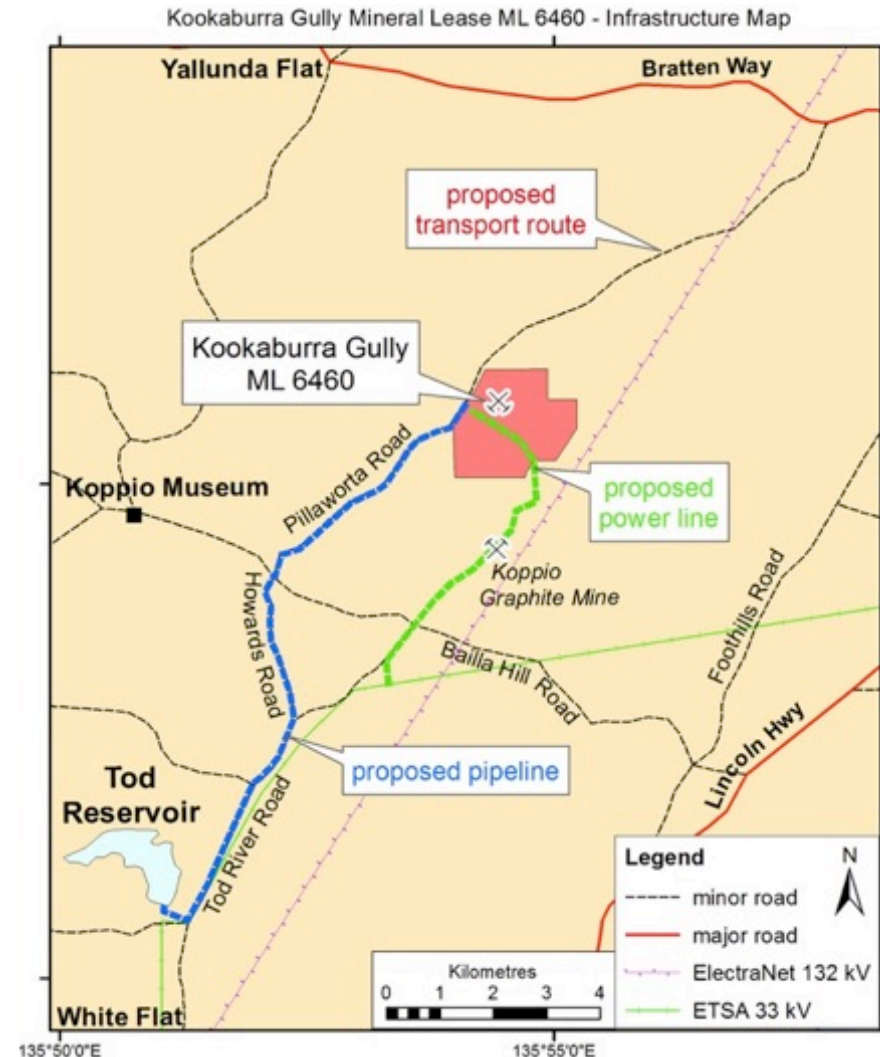 Kookaburra Gully Mineral Lease ML 6460 - Infrastructure Map
Yallunda Flat
Bratten Way
proposed
transport route
Kookaburra Gully
ML 6460
Pillaworta Road
Koppio Museum
proposed
power line
Koppio
Graphite Mine
Howards Road
Foothills Road
Bailla Hill Road
Lincoln Hwy
proposed pipeline
Tod
Reservoir
Tod River Road
White Flat
Kilometres
0 1 2 3 4
Legend
N
minor road
major road
ElectraNet 132 kV
ETSA 33 kV
135°50'0"E
135°55'0"E